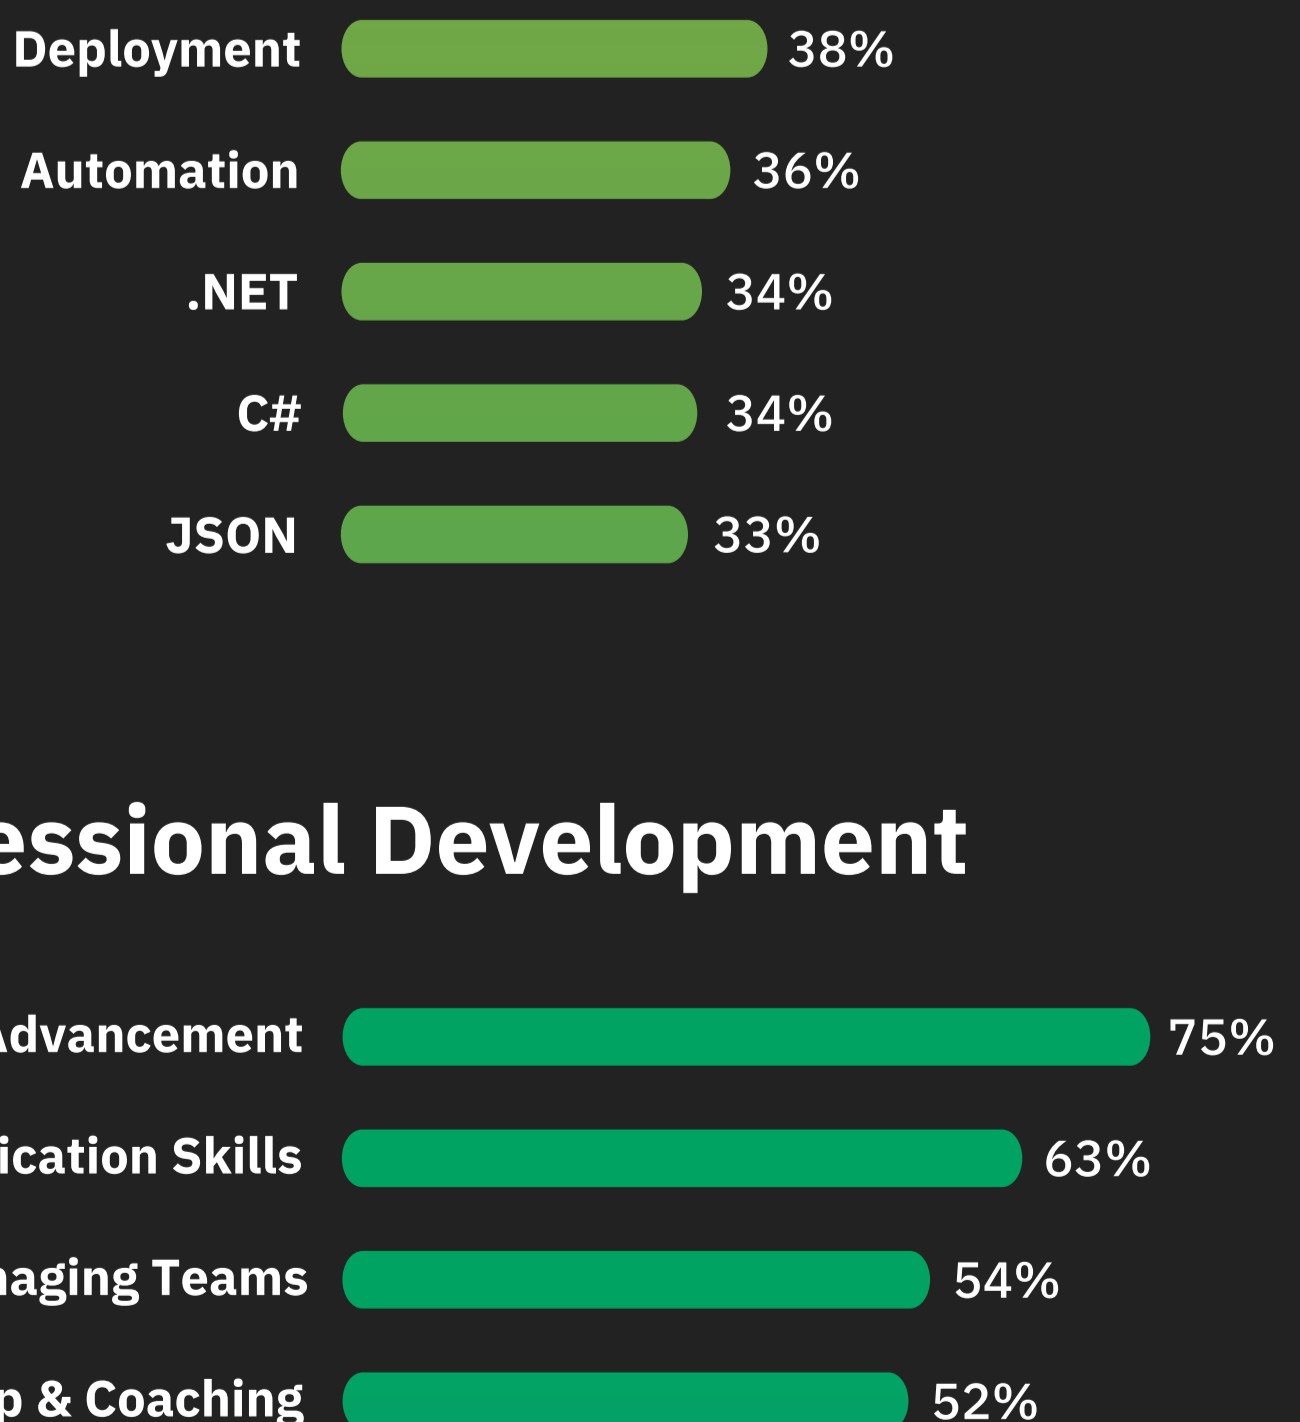 Deployment 38%
Automation 36%
.NET 34%
C# 34%
JSON 33%
essional Development
Advancement 75%
ication Skills 63%
naging Teams 54%
p & Coaching 52%